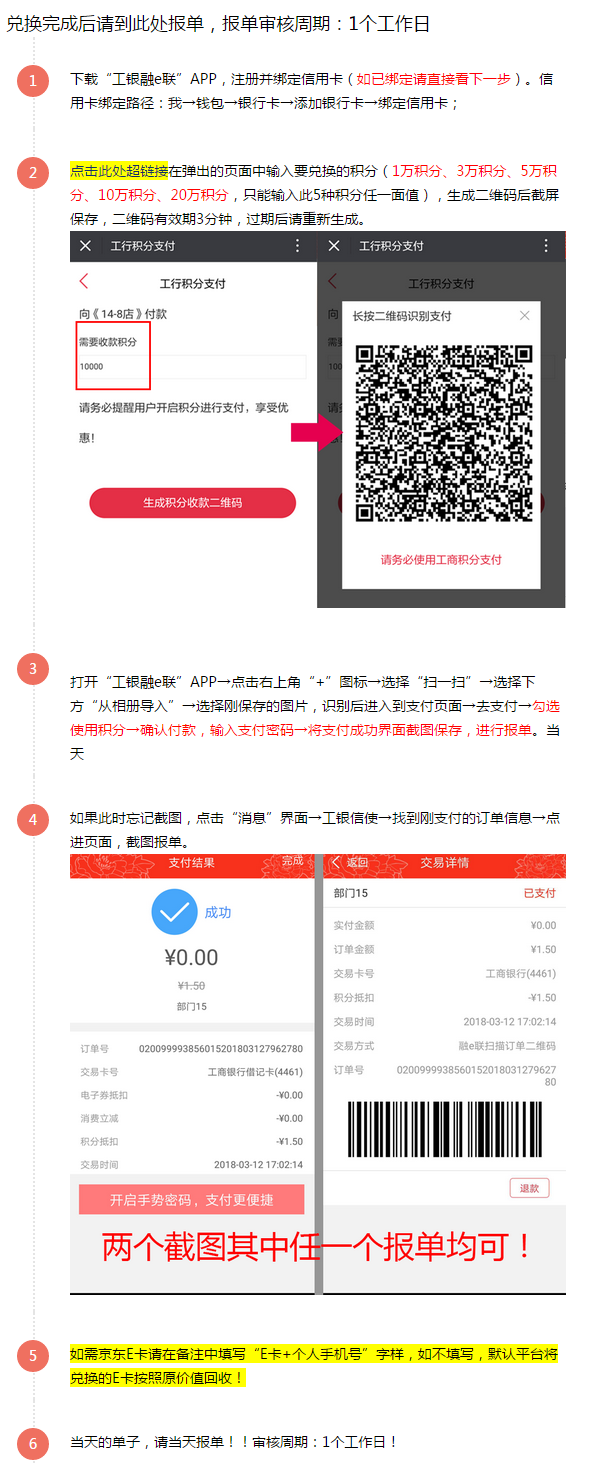 兑换完成后请到此处报单，报单审核周期：1个工作日
1
下载“工银融e联”APP，注册并绑定信用卡（如已绑定请直接看下一步）。信
用卡绑定路径：我→钱包→银行卡→添加银行卡→绑定信用卡；
2
点击此处超链接在弹出的页面中输入要兑换的积分（1万积分、3万积分、5万积
分、10万积分、20万积分，只能输入此5种积分任一面值），生成二维码后截屏
保存，二维码有效期3分钟，过期后请重新生成。
工行积分支付
工行积分支付
向《14-8店》付款
需要收款积分
10000
请务必提醒用户开启积分进行支付，享受优
惠！
生成积分收款二维码
工行积分支付
工行积分支付
向
需
100
请
惠！
长按二维码识别支付
请务必使用工商积分支付
3
打开“工银融e联”APP→点击右上角“+”图标→选择“扫一扫”→选择下
方“从相册导入”→选择刚保存的图片，识别后进入到支付页面→去支付→勾选
使用积分→确认付款，输入支付密码→将支付成功界面截图保存，进行报单。当
天
4
如果此时忘记截图，点击“消息”界面→工银信使→找到刚支付的订单信息→点
进页面，截图报单。
支付结果 完成
成功
¥0.00
¥1.50
部门15
订单号 020099993856015201803127962780
交易卡号 工商银行借记卡(4461)
电子券抵扣 -¥0.00
消费立减 -¥0.00
积分抵扣 -¥1.50
交易时间 2018-03-12 17:02:14
开启手势密码，支付更便捷
返回 交易详情
部门15 已支付
实付金额 ¥0.00
订单金额 ¥1.50
交易卡号 工商银行(4461)
积分抵扣 -¥1.50
交易时间 2018-03-12 17:02:14
交易方式 融e联扫描订单二维码
订单号 0200999938560152018031279627
80
退款
两个截图其中任一个报单均可！
5
如需京东E卡请在备注中填写“E卡+个人手机号”字样，如不填写，默认平台将
兑换的E卡按照原价值回收！
6
当天的单子，请当天报单！！审核周期：1个工作日！